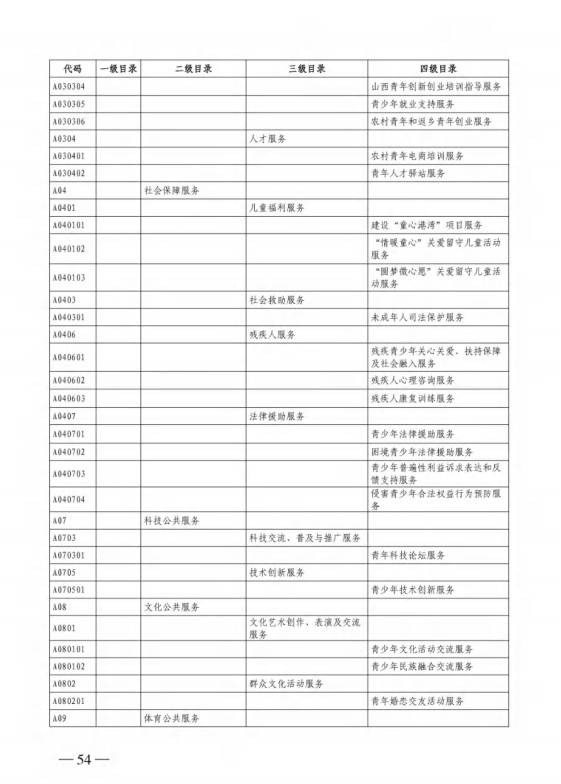 代码 一级目录 二级目录 三级目录 四级目录
A030304 山西青年创新创业培训指导服务
A030305 青少年就业支持服务
A030306 农村青年和返乡青年创业服务
A0304 人才服务
A030401 农村青年电商培训服务
A030402 青年人才驿站服务
A04 社会保障服务
A0401 儿童福利服务
A040101 建设“童心港湾”项目服务
A040102 “情暖童心”关爱留守儿童活动
服务
A040103 “圆梦微心愿”关爱留守儿童活
动服务
A0403 社会救助服务
A040301 未成年人司法保护服务
A0406 残疾人服务
A040601 残疾青少年关心关爱、扶持保障
及社会融入服务
A040602 残疾人心理咨询服务
A040603 残疾人康复训练服务
A0407 法律援助服务
A040701 青少年法律援助服务
A040702 困境青少年法律援助服务
A040703 青少年普遍性利益诉求表达和反
馈支持服务
A040704 侵害青少年合法权益行为预防服
务
A07 科技公共服务
A0703 科技交流、普及与推广服务
A070301 青年科技论坛服务
A0705 技术创新服务
A070501 青少年技术创新服务
A08 文化公共服务
A0801 文化艺术创作、表演及交流
服务
A080101 青少年文化活动交流服务
A080102 青少年民族融合交流服务
A0802 群众文化活动服务
A080201 青年婚恋交友活动服务
A09 体育公共服务
— 54 —